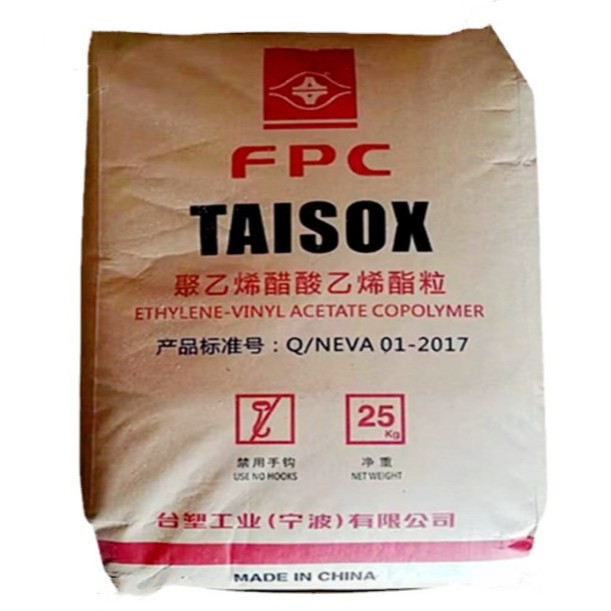 FPC
TAISOX
聚乙烯醋酸乙烯酯粒
ETHYLENE-VINYL ACETATE COPOLYMER
产品标准号：Q/NEVA 01-2017
25
Kg
禁用手钩 净重
USE NO HOOKS NET WEIGHT
台塑工业(宁波)有限公司
MADE IN CHINA